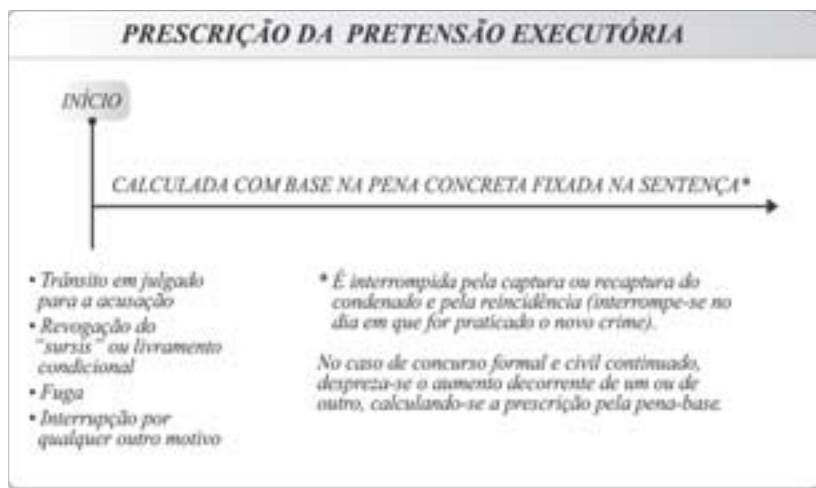 PRESCRIÇÃO DA PRETENSÃO EXECUTÓRIA
INÍCIO
CALCULADA COM BASE NA PENA CONCRETA FIXADA NA SENTENÇA*
• Trânsito em julgado
para a acusação
• Revogação do
"sursis" ou livramento
condicional
• Fuga
• Interrupção por
qualquer outro motivo
* É interrompida pela captura ou recaptura do
condenado e pela reincidência (interrompe-se no
dia em que for praticado o novo crime).
No caso de concurso formal e civil continuado,
despreza-se o aumento decorrente de um ou de
outro, calculando-se a prescrição pela pena-base.